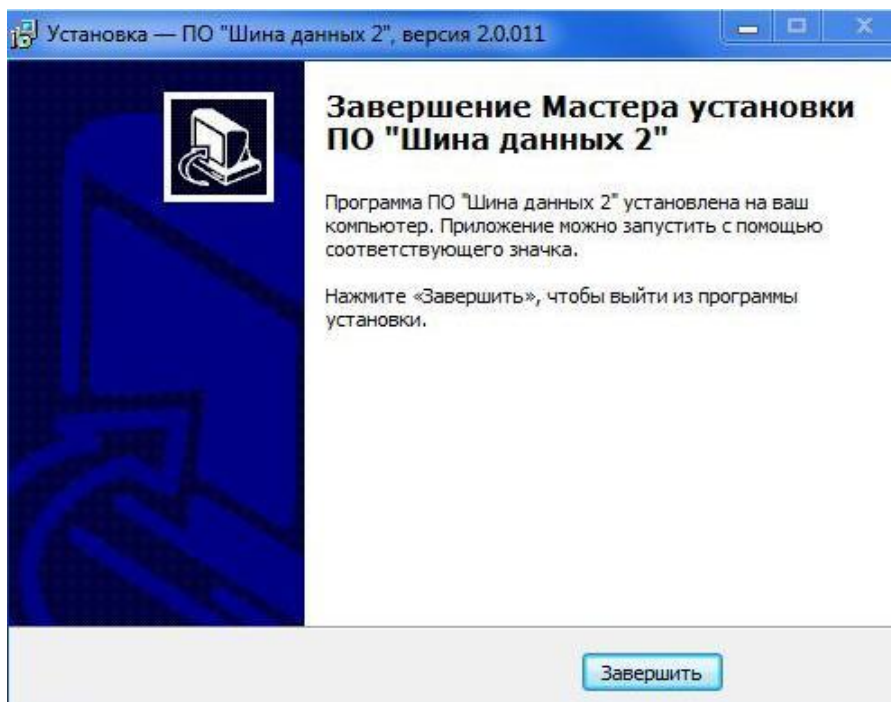 Установка — ПО "Шина данных 2", версия 2.0.011
Завершение Мастера установки
ПО "Шина данных 2"
Программа ПО "Шина данных 2" установлена на ваш
компьютер. Приложение можно запустить с помощью
соответствующего значка.
Нажмите «Завершить», чтобы выйти из программы
установки.
Завершить